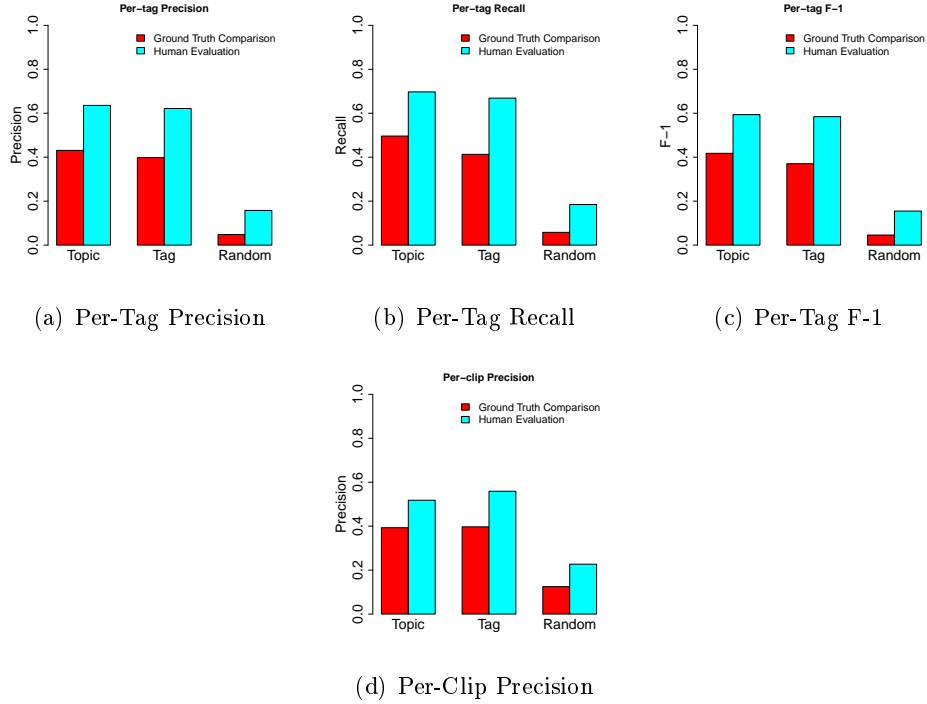 Per-tag Precision
Ground Truth Comparison
Human Evaluation
Precision
0.0 0.2 0.4 0.6 0.8 1.0
Topic Tag Random
(a) Per-Tag Precision
Per-tag Recall
Ground Truth Comparison
Human Evaluation
Recall
0.0 0.2 0.4 0.6 0.8 1.0
Topic Tag Random
(b) Per-Tag Recall
Per-tag F-1
Ground Truth Comparison
Human Evaluation
F-1
0.0 0.2 0.4 0.6 0.8 1.0
Topic Tag Random
(c) Per-Tag F-1
Per-clip Precision
Ground Truth Comparison
Human Evaluation
Precision
0.0 0.2 0.4 0.6 0.8 1.0
Topic Tag Random
(d) Per-Clip Precision